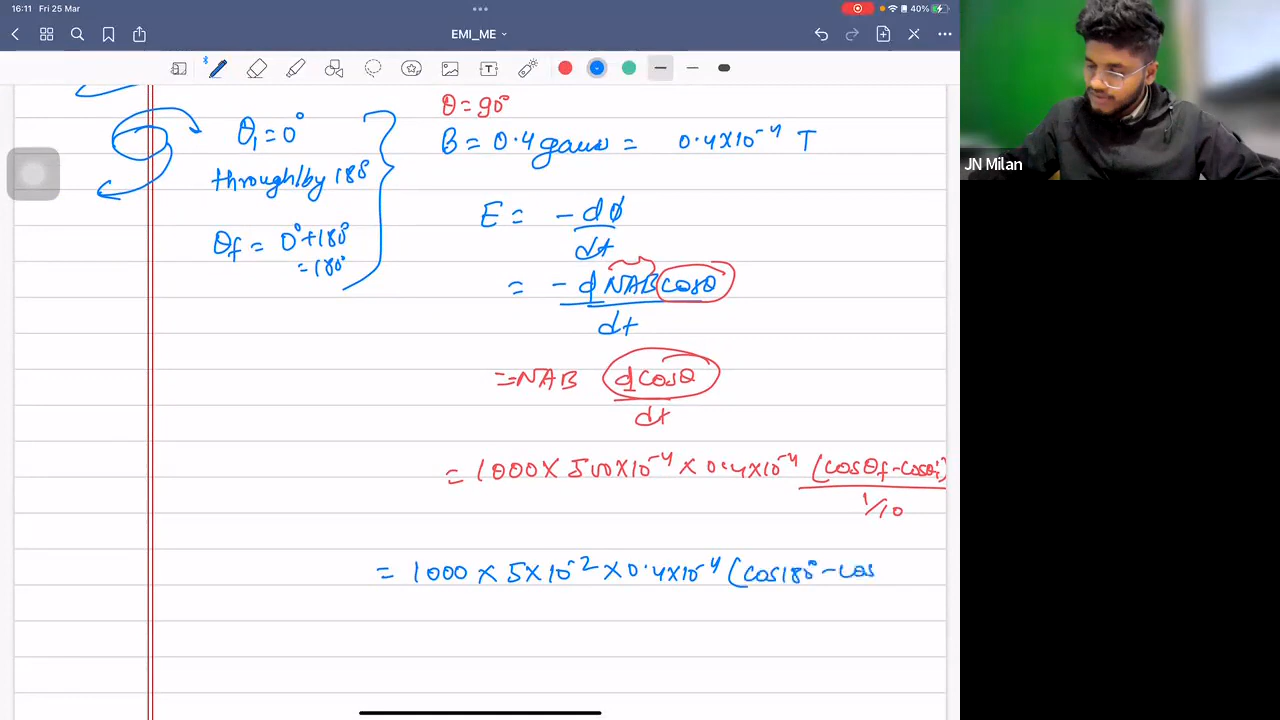 16:11 Fri 25 Mar
40%
EMI_ME
JN Milan
θ = 90°
θ₁ = 0°
B = 0.4 gauss = 0.4×10⁻⁴ T
through/by 180°
E = -dφ/dt
θf = 0°+180°
= 180°
= -d NAB cosθ/dt
= NAB dcosθ/dt
= 1000 × 500×10⁻⁴ × 0.4×10⁻⁴ (cosθf - cosθi)/1/10
= 1000 × 5×10⁻² × 0.4×10⁻⁴ (cos180° - cos